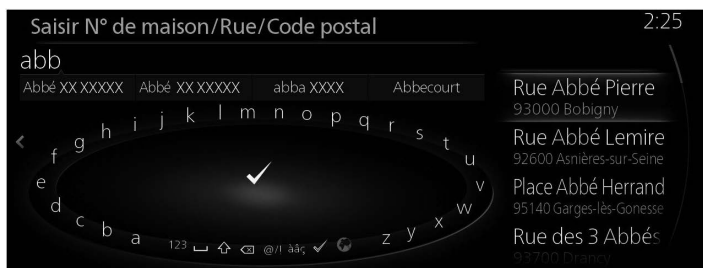 Saisir N° de maison/Rue/Code postal
2:25
abb
Abbé XX XXXXX Abbé XX XXXXX abba XXXX Abbecourt
a b c d e f g h i j k l m n o p q r s t u v w x y z
123 @/! àâç
Rue Abbé Pierre
93000 Bobigny
Rue Abbé Lemire
92600 Asnières-sur-Seine
Place Abbé Herrand
95140 Garges-lès-Gonesse
Rue des 3 Abbés
93700 Drancy